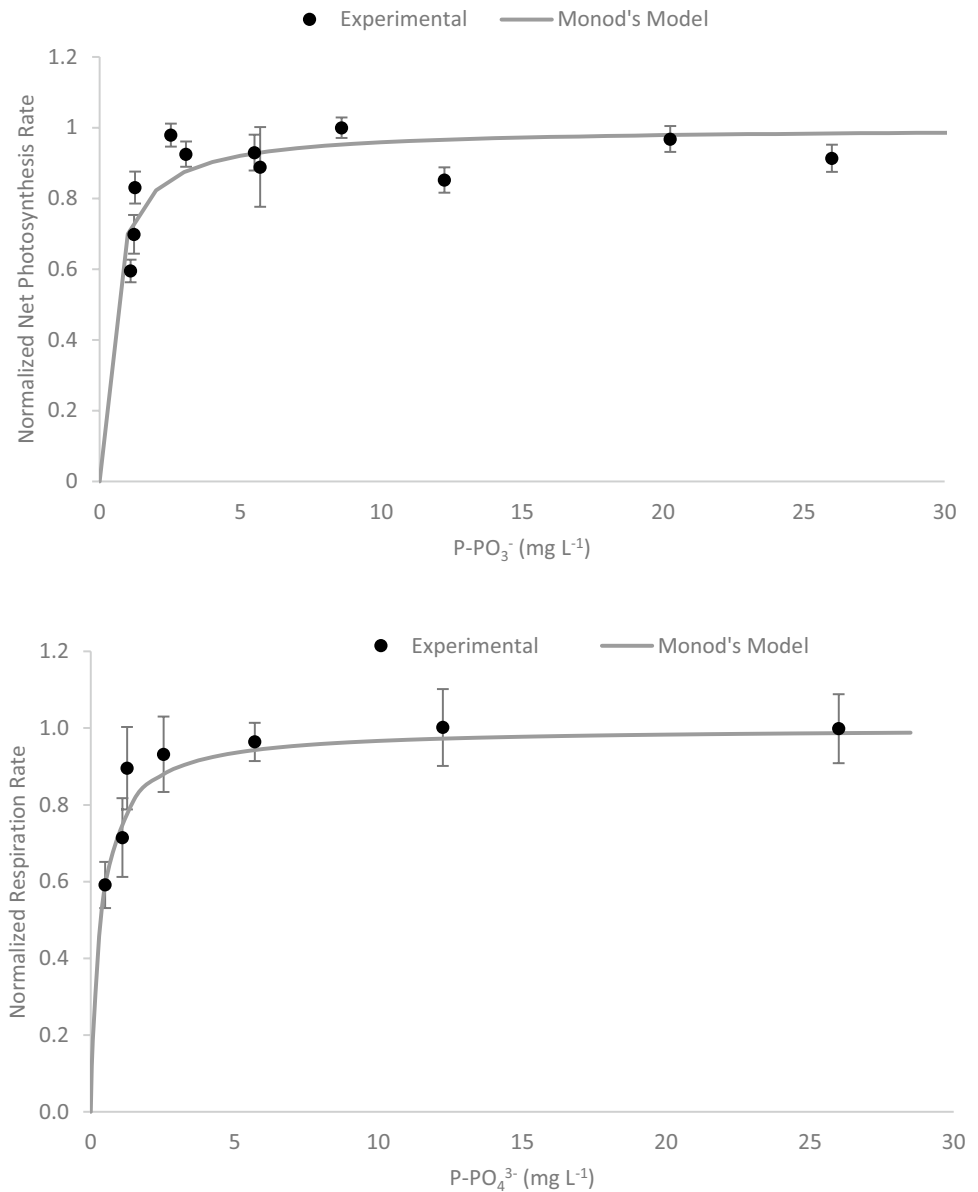 Experimental Monod's Model
1.2
1
0.8
0.6
0.4
0.2
0
Normalized Net Photosynthesis Rate
0 5 10 15 20 25 30
P-PO₃⁻ (mg L⁻¹)
Experimental Monod's Model
1.2
1.0
0.8
0.6
0.4
0.2
0.0
Normalized Respiration Rate
0 5 10 15 20 25 30
P-PO₄³⁻ (mg L⁻¹)